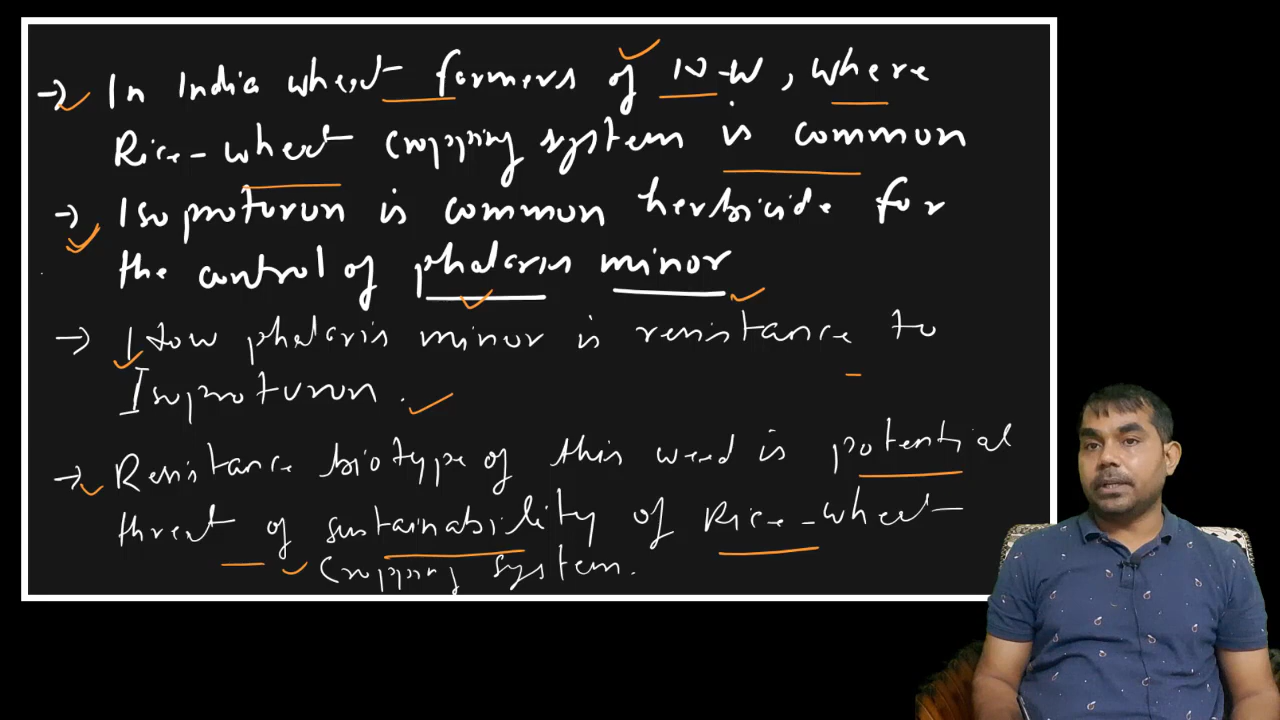 → In India wheat farmers of N-W, where
Rice-wheat cropping system is common
→ Isoproturon is common herbicide for
the control of phalaris minor
→ How phalaris minor is resistance to
Isoproturon.
→ Resistance biotype of this weed is potential
threat of sustainability of Rice-wheat
cropping system.